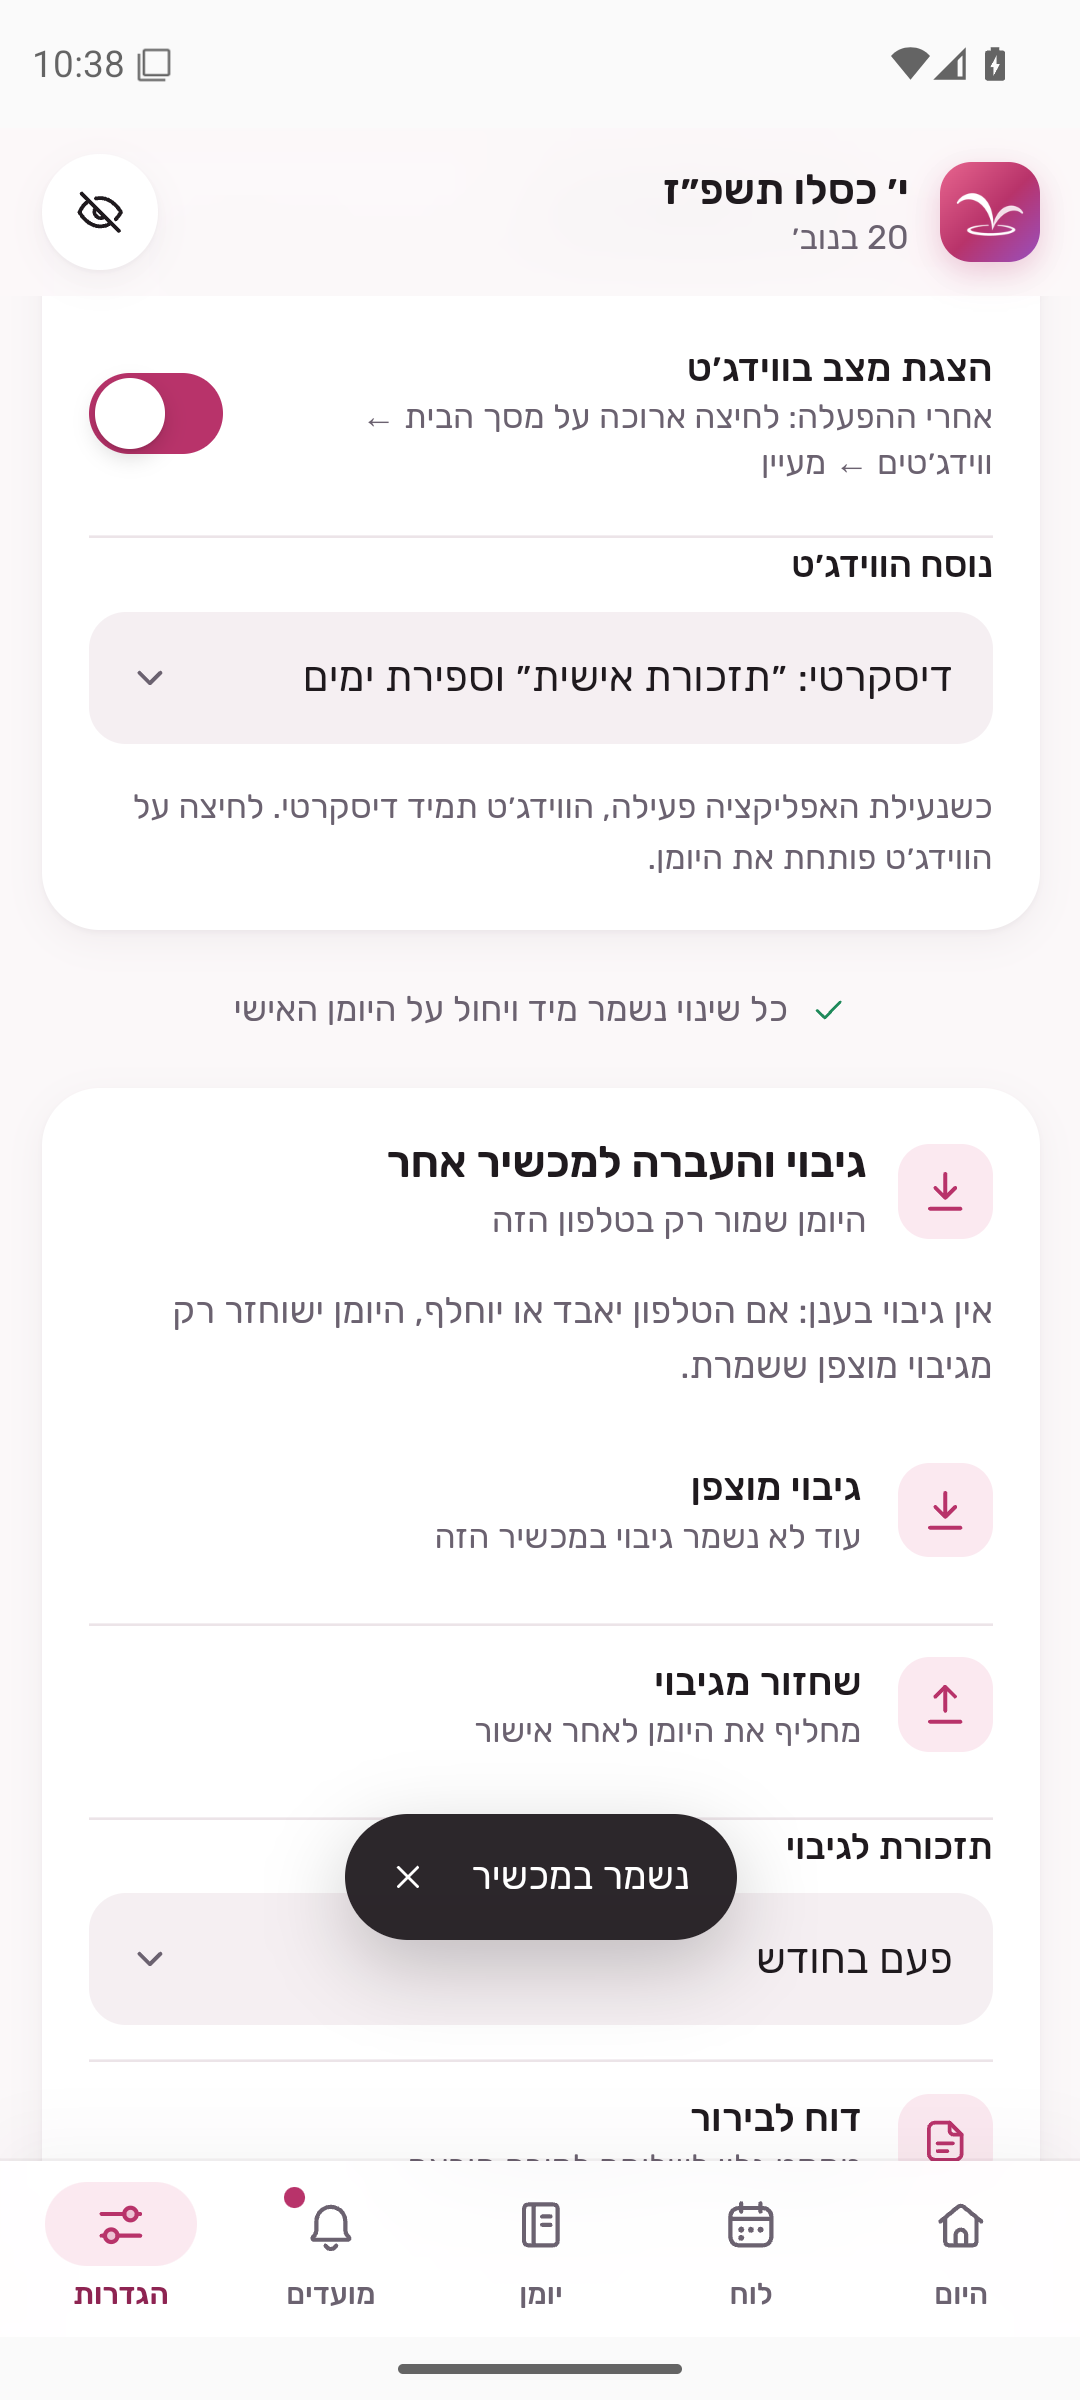 10:38
י׳ כסלו תשפ״ז
20 בנוב׳
הצגת מצב בווידג׳ט
אחרי ההפעלה: לחיצה ארוכה על מסך הבית ←
ווידג׳טים ← מעיין
נוסח הווידג׳ט
דיסקרטי: ״תזכורת אישית״ וספירת ימים
כשנעילת האפליקציה פעילה, הווידג׳ט תמיד דיסקרטי. לחיצה על
הווידג׳ט פותחת את היומן.
כל שינוי נשמר מיד ויחול על היומן האישי
גיבוי והעברה למכשיר אחר
היומן שמור רק בטלפון הזה
אין גיבוי בענן: אם הטלפון יאבד או יוחלף, היומן ישוחזר רק
מגיבוי מוצפן ששמרת.
גיבוי מוצפן
עוד לא נשמר גיבוי במכשיר הזה
שחזור מגיבוי
מחליף את היומן לאחר אישור
תזכורת לגיבוי
נשמר במכשיר
פעם בחודש
דוח לבירור
היום
לוח
יומן
מועדים
הגדרות